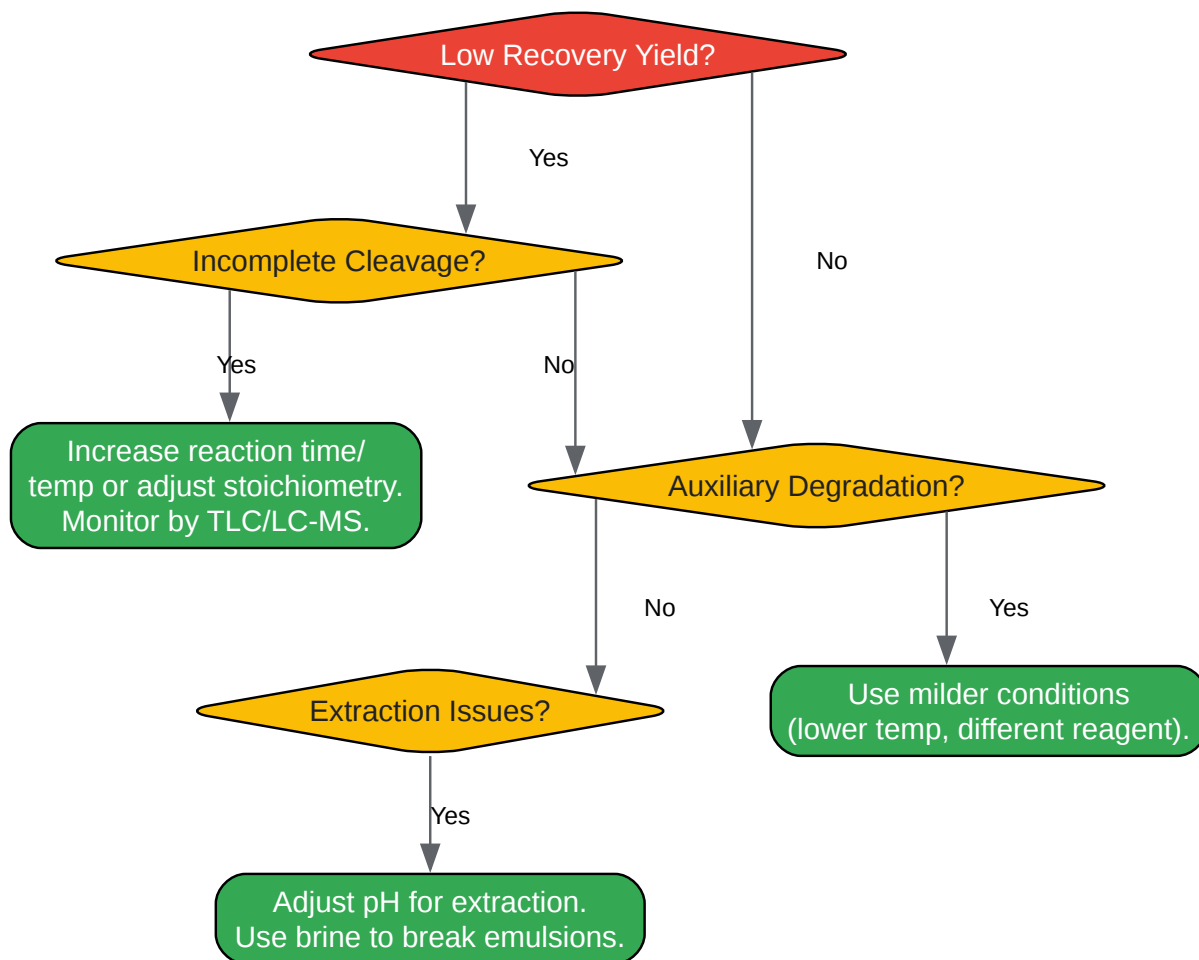 Low Recovery Yield?
Yes
Incomplete Cleavage?
No
Yes
No
Increase reaction time/
temp or adjust stoichiometry.
Monitor by TLC/LC-MS.
Auxiliary Degradation?
No
Yes
Extraction Issues?
Use milder conditions
(lower temp, different reagent).
Yes
Adjust pH for extraction.
Use brine to break emulsions.